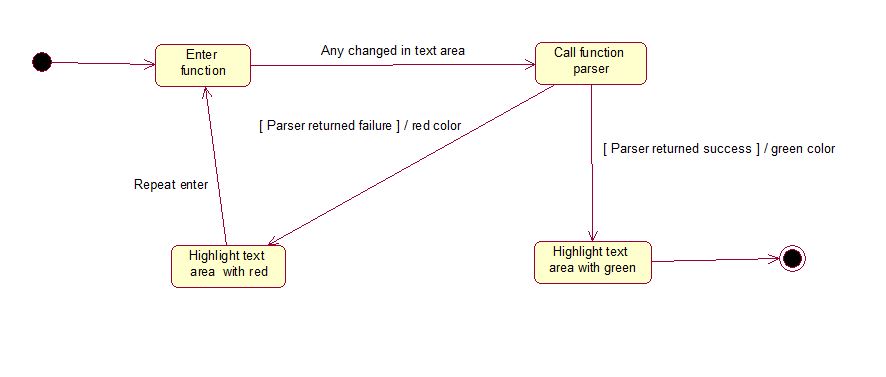 Enter
function
Any changed in text area
Call function
parser
[ Parser returned failure ] / red color
[ Parser returned success ] / green color
Repeat enter
Highlight text
area with red
Highlight text
area with green